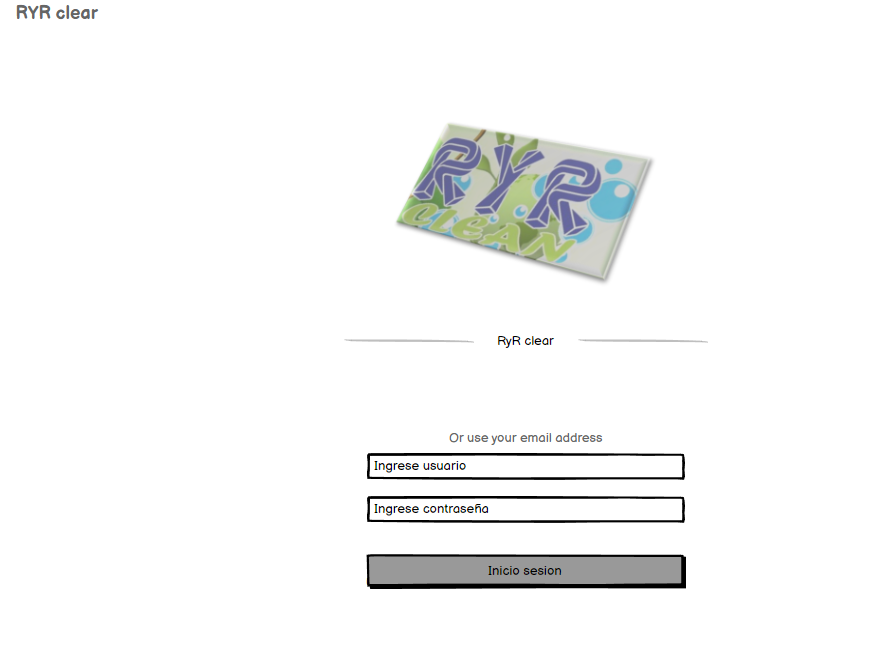 RYR clear
RYR
CLEAN
RyR clear
Or use your email address
Ingrese usuario
Ingrese contraseña
Inicio sesion